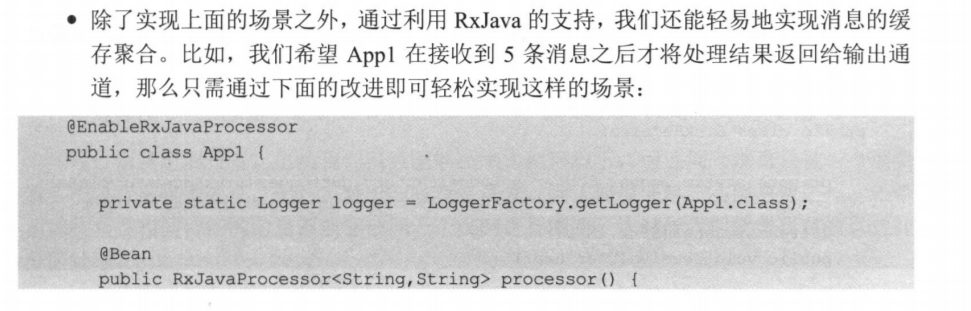 ● 除了实现上面的场景之外，通过利用 RxJava 的支持，我们还能轻易地实现消息的缓
存聚合。比如，我们希望 App1 在接收到 5 条消息之后才将处理结果返回给输出通
道，那么只需通过下面的改进即可轻松实现这样的场景：
@EnableRxJavaProcessor
public class App1 {
private static Logger logger = LoggerFactory.getLogger(App1.class);
@Bean
public RxJavaProcessor<String,String> processor() {